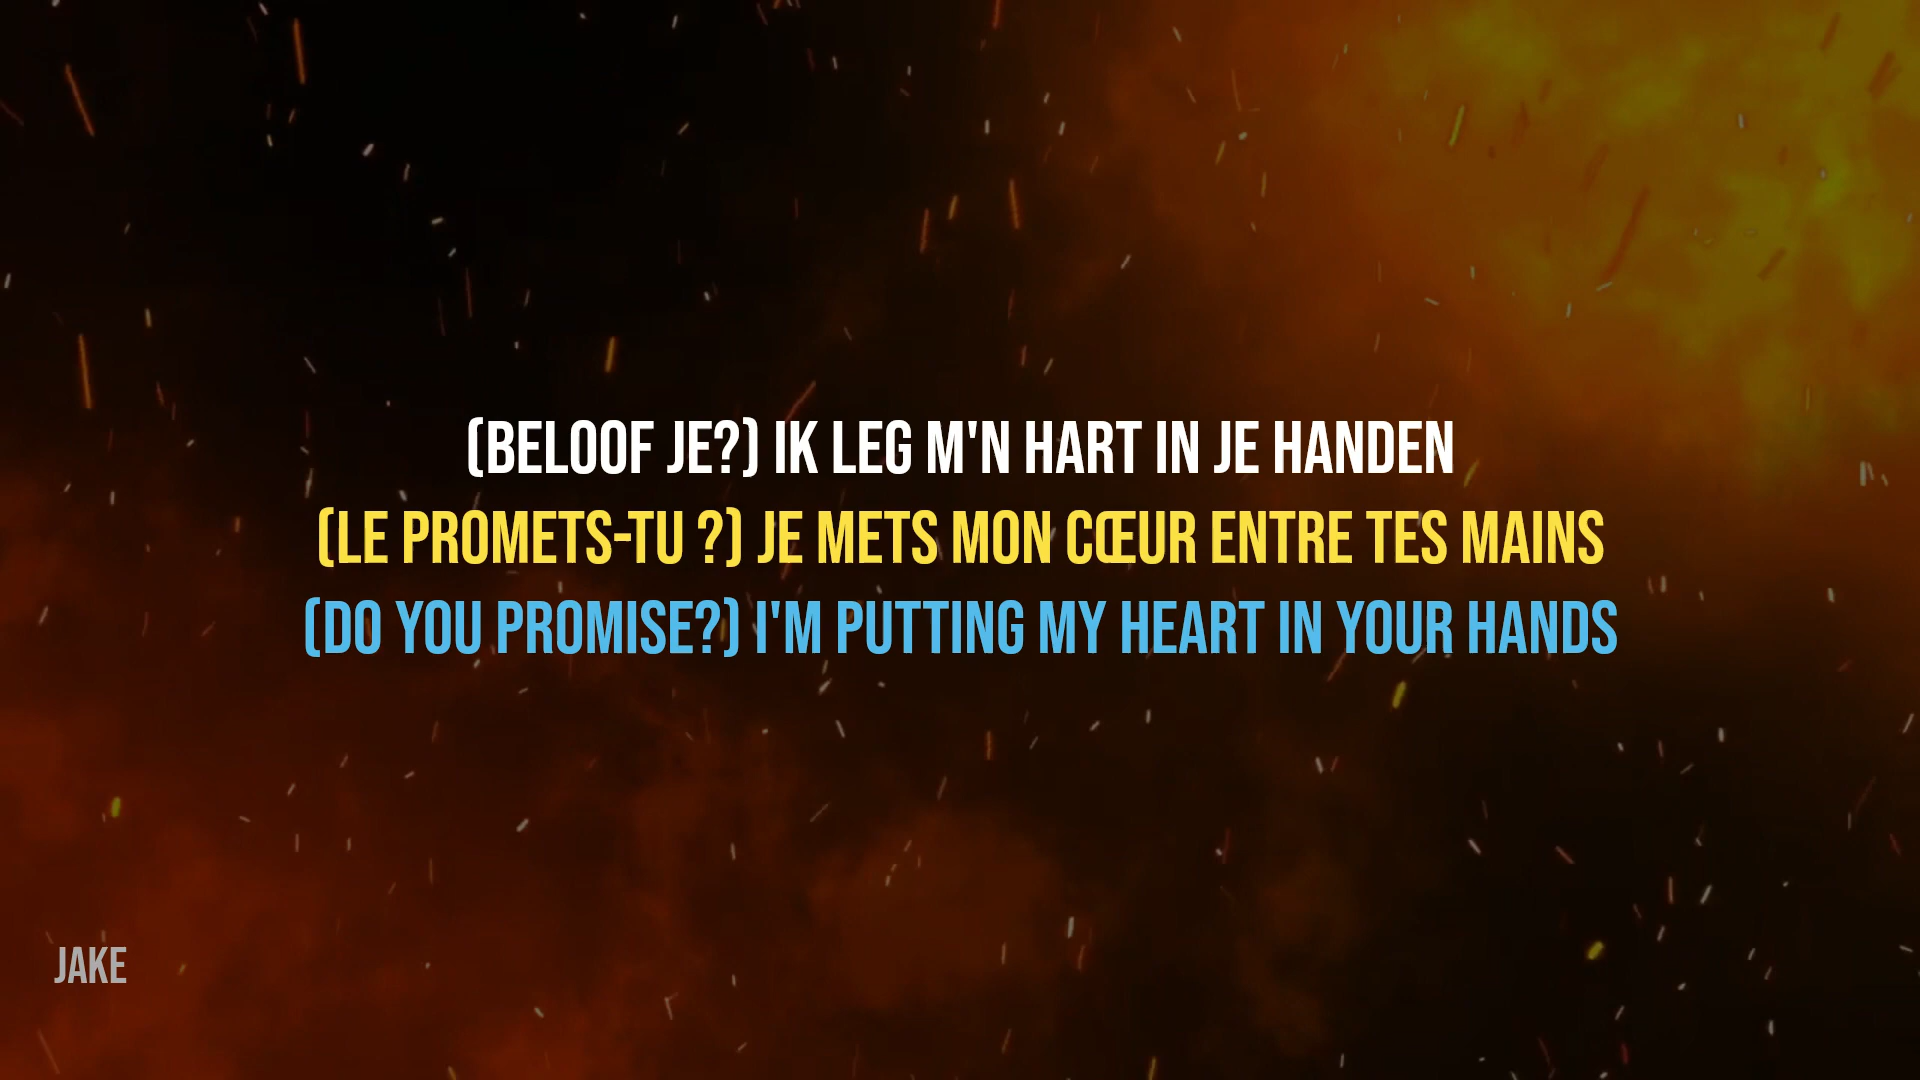 (BELOOF JE?) IK LEG M'N HART IN JE HANDEN
(LE PROMETS-TU ?) JE METS MON CŒUR ENTRE TES MAINS
(DO YOU PROMISE?) I'M PUTTING MY HEART IN YOUR HANDS
JAKE